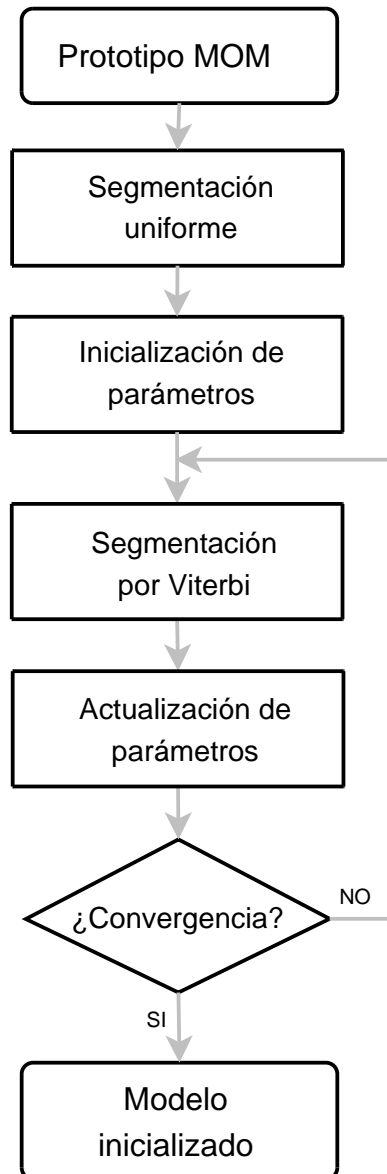 Prototipo MOM
Segmentación
uniforme
Inicialización de
parámetros
Segmentación
por Viterbi
Actualización de
parámetros
¿Convergencia?
NO
SI
Modelo
inicializado